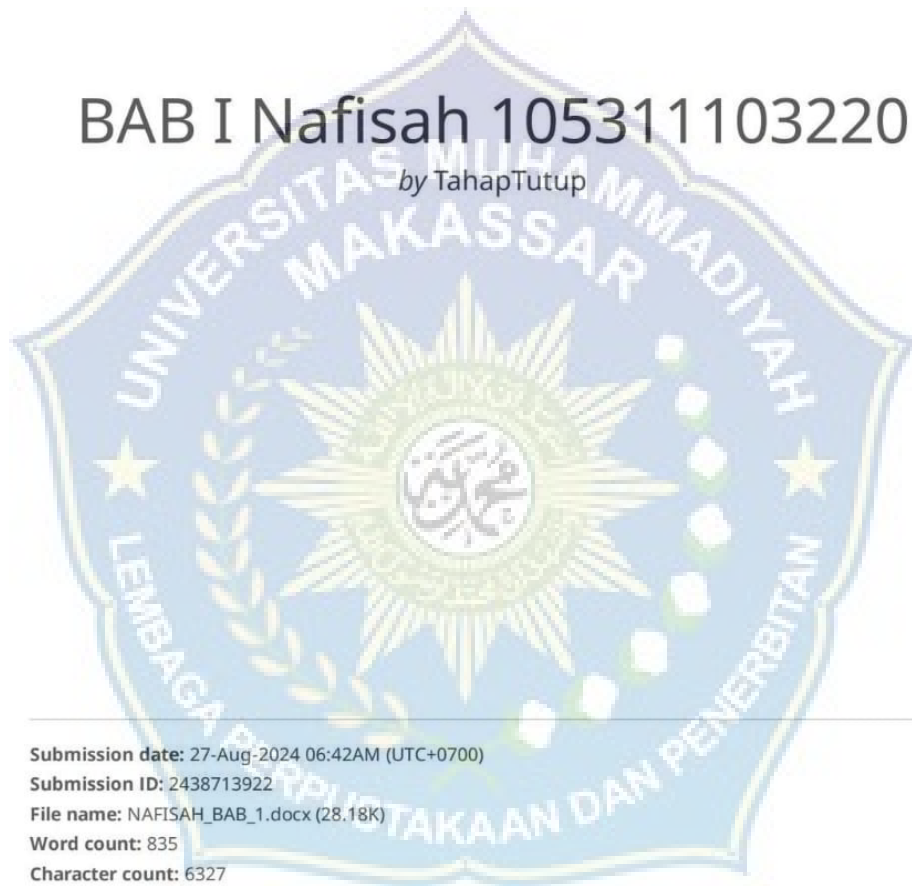 BAB I Nafisah 105311103220
by TahapTutup
UNIVERSITAS MUHAMMADIYAH
MAKASSAR
LEMBAGA PERPUSTAKAAN DAN PENERBITAN
Submission date: 27-Aug-2024 06:42AM (UTC+0700)
Submission ID: 2438713922
File name: NAFISAH_BAB_1.docx (28.18K)
Word count: 835
Character count: 6327